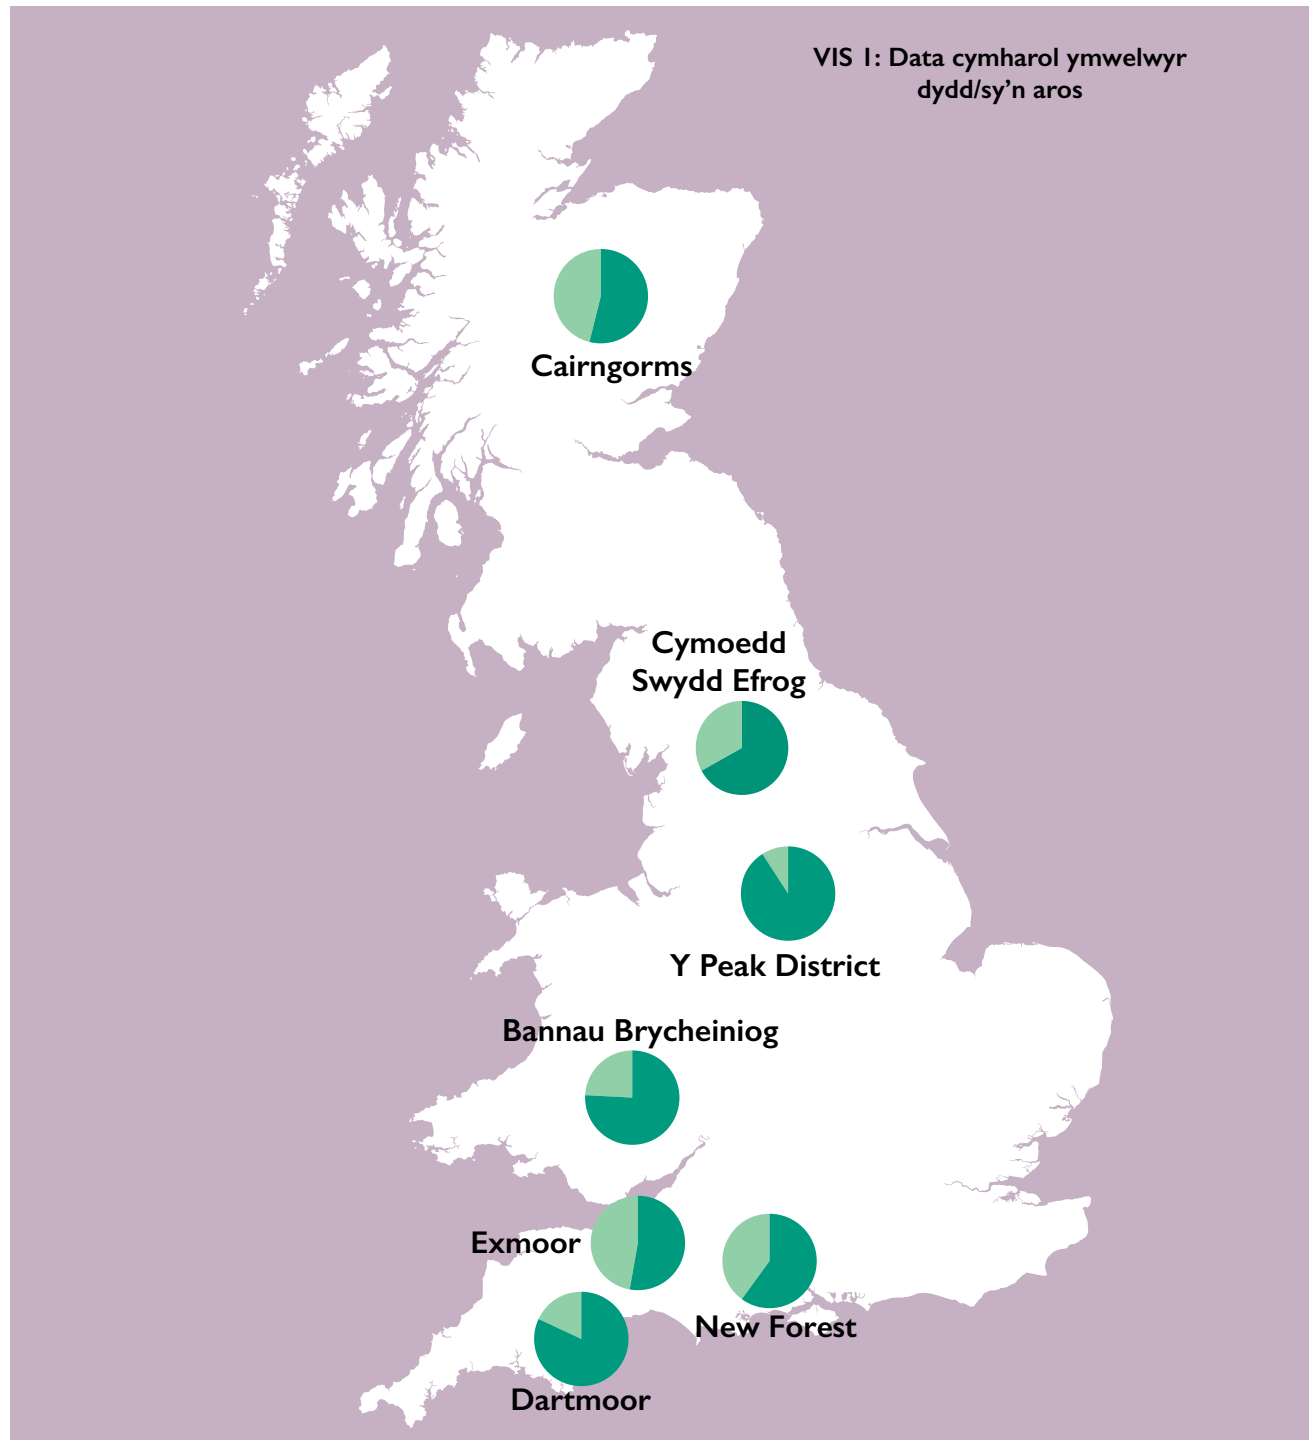 VIS 1: Data cymharol ymwelwyr
dydd/sy’n aros
Cairngorms
Cymoedd
Swydd Efrog
Y Peak District
Bannau Brycheiniog
Exmoor
New Forest
Dartmoor